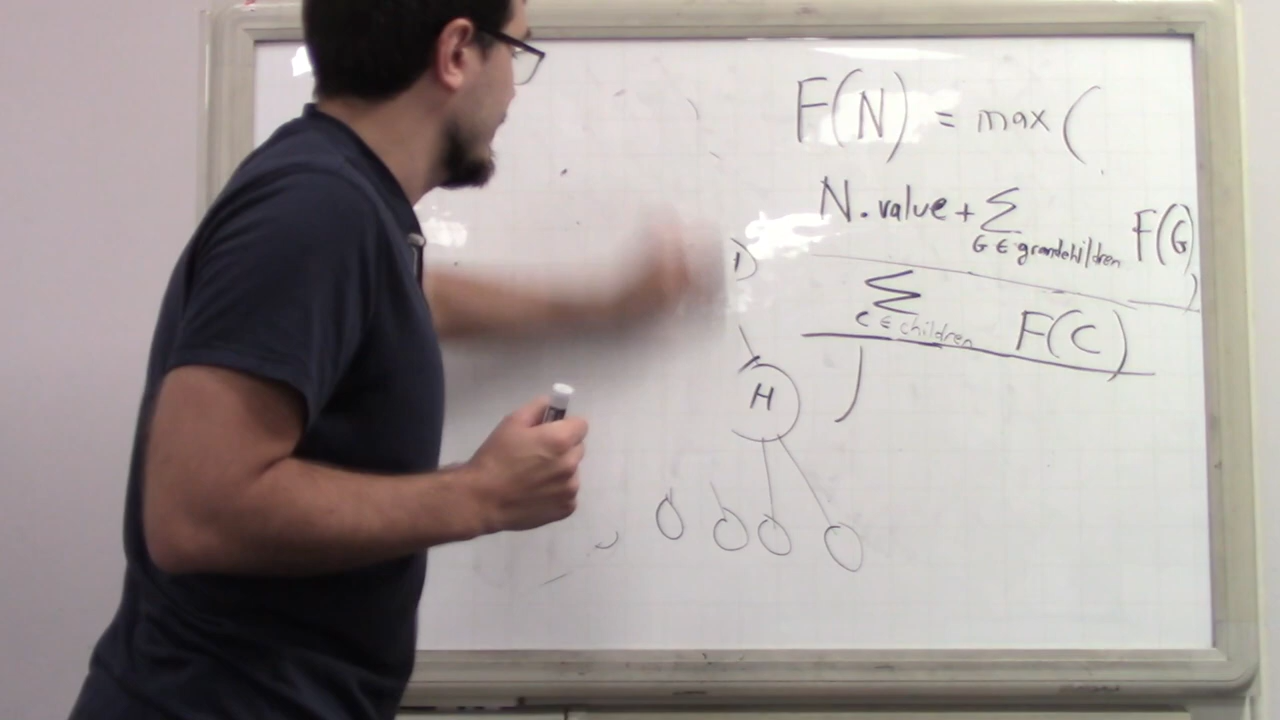 F(N) = max (
N.value + Σ F(G)
G ∈ grandchildren
)
Σ F(C)
C ∈ children
)
H